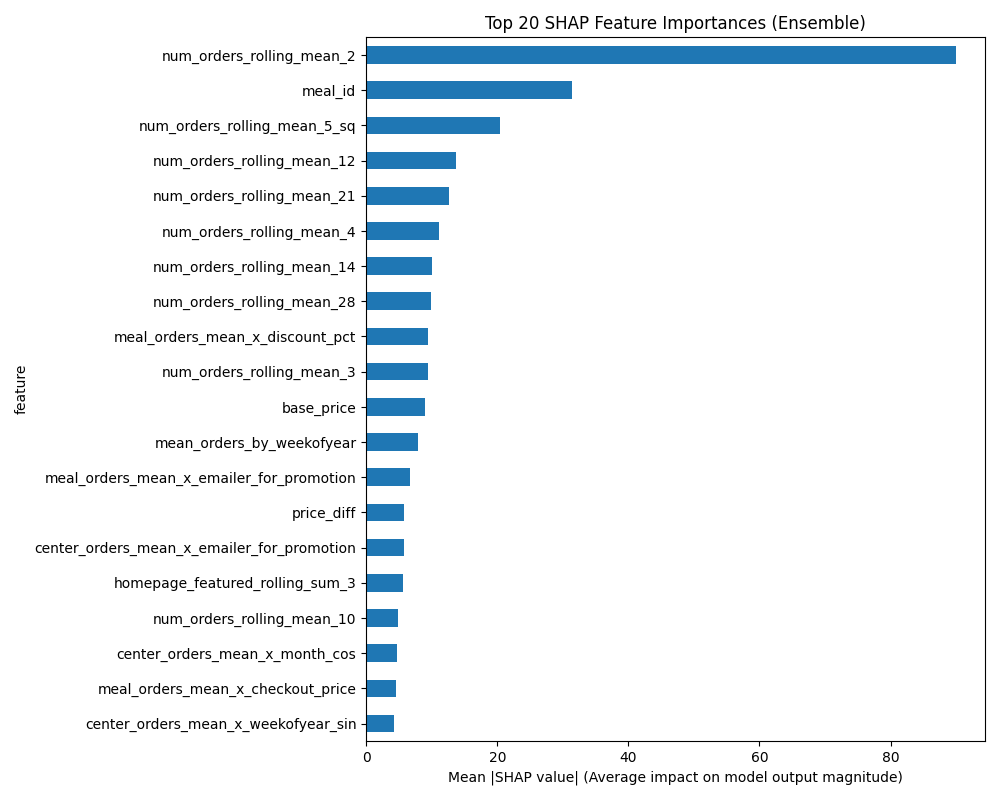 Top 20 SHAP Feature Importances (Ensemble)
feature
num_orders_rolling_mean_2
meal_id
num_orders_rolling_mean_5_sq
num_orders_rolling_mean_12
num_orders_rolling_mean_21
num_orders_rolling_mean_4
num_orders_rolling_mean_14
num_orders_rolling_mean_28
meal_orders_mean_x_discount_pct
num_orders_rolling_mean_3
base_price
mean_orders_by_weekofyear
meal_orders_mean_x_emailer_for_promotion
price_diff
center_orders_mean_x_emailer_for_promotion
homepage_featured_rolling_sum_3
num_orders_rolling_mean_10
center_orders_mean_x_month_cos
meal_orders_mean_x_checkout_price
center_orders_mean_x_weekofyear_sin
0 20 40 60 80
Mean |SHAP value| (Average impact on model output magnitude)